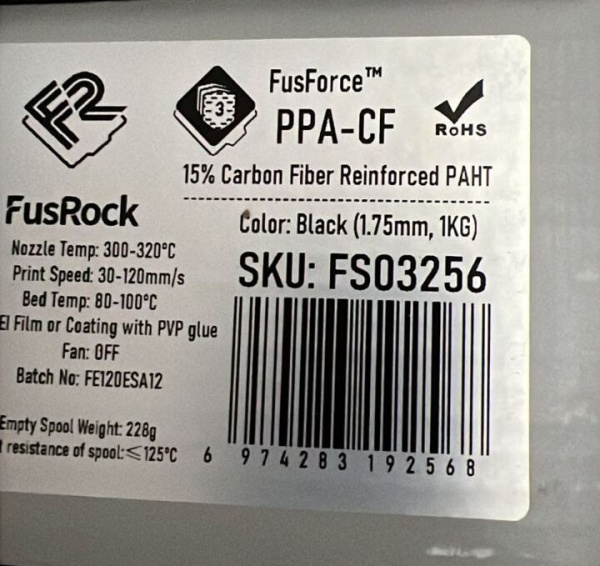 FusForce™
3
PPA-CF
RoHS
15% Carbon Fiber Reinforced PAHT
FusRock
Color: Black (1.75mm, 1KG)
SKU: FS03256
Nozzle Temp: 300-320°C
Print Speed: 30-120mm/s
Bed Temp: 80-100°C
Film or Coating with PVP glue
Fan: OFF
Batch No: FE120ESA12
Empty Spool Weight: 228g
resistance of spool:≤125°C
6 974283 192568